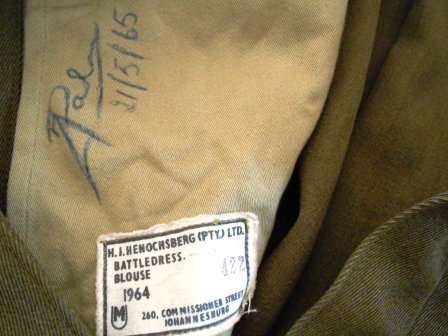 21/5/65
H.J. HENOCHSBERG (PTY.) LTD.
BATTLEDRESS. 422
BLOUSE
1964
M 260, COMMISSIONER STREET
JOHANNESBURG